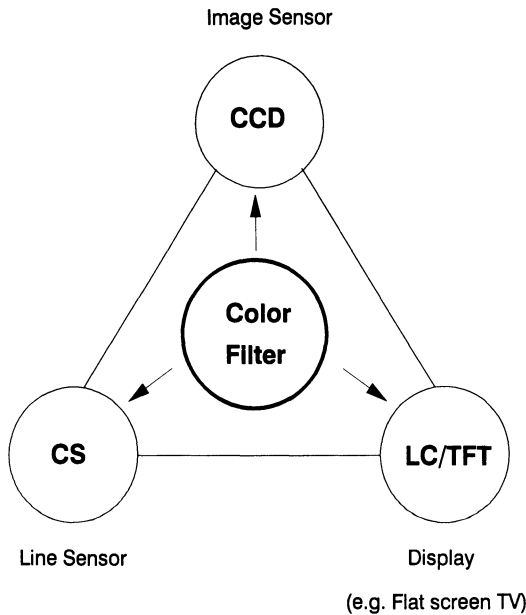 Image Sensor
CCD
Color
Filter
CS
LC/TFT
Line Sensor
Display
(e.g. Flat screen TV)